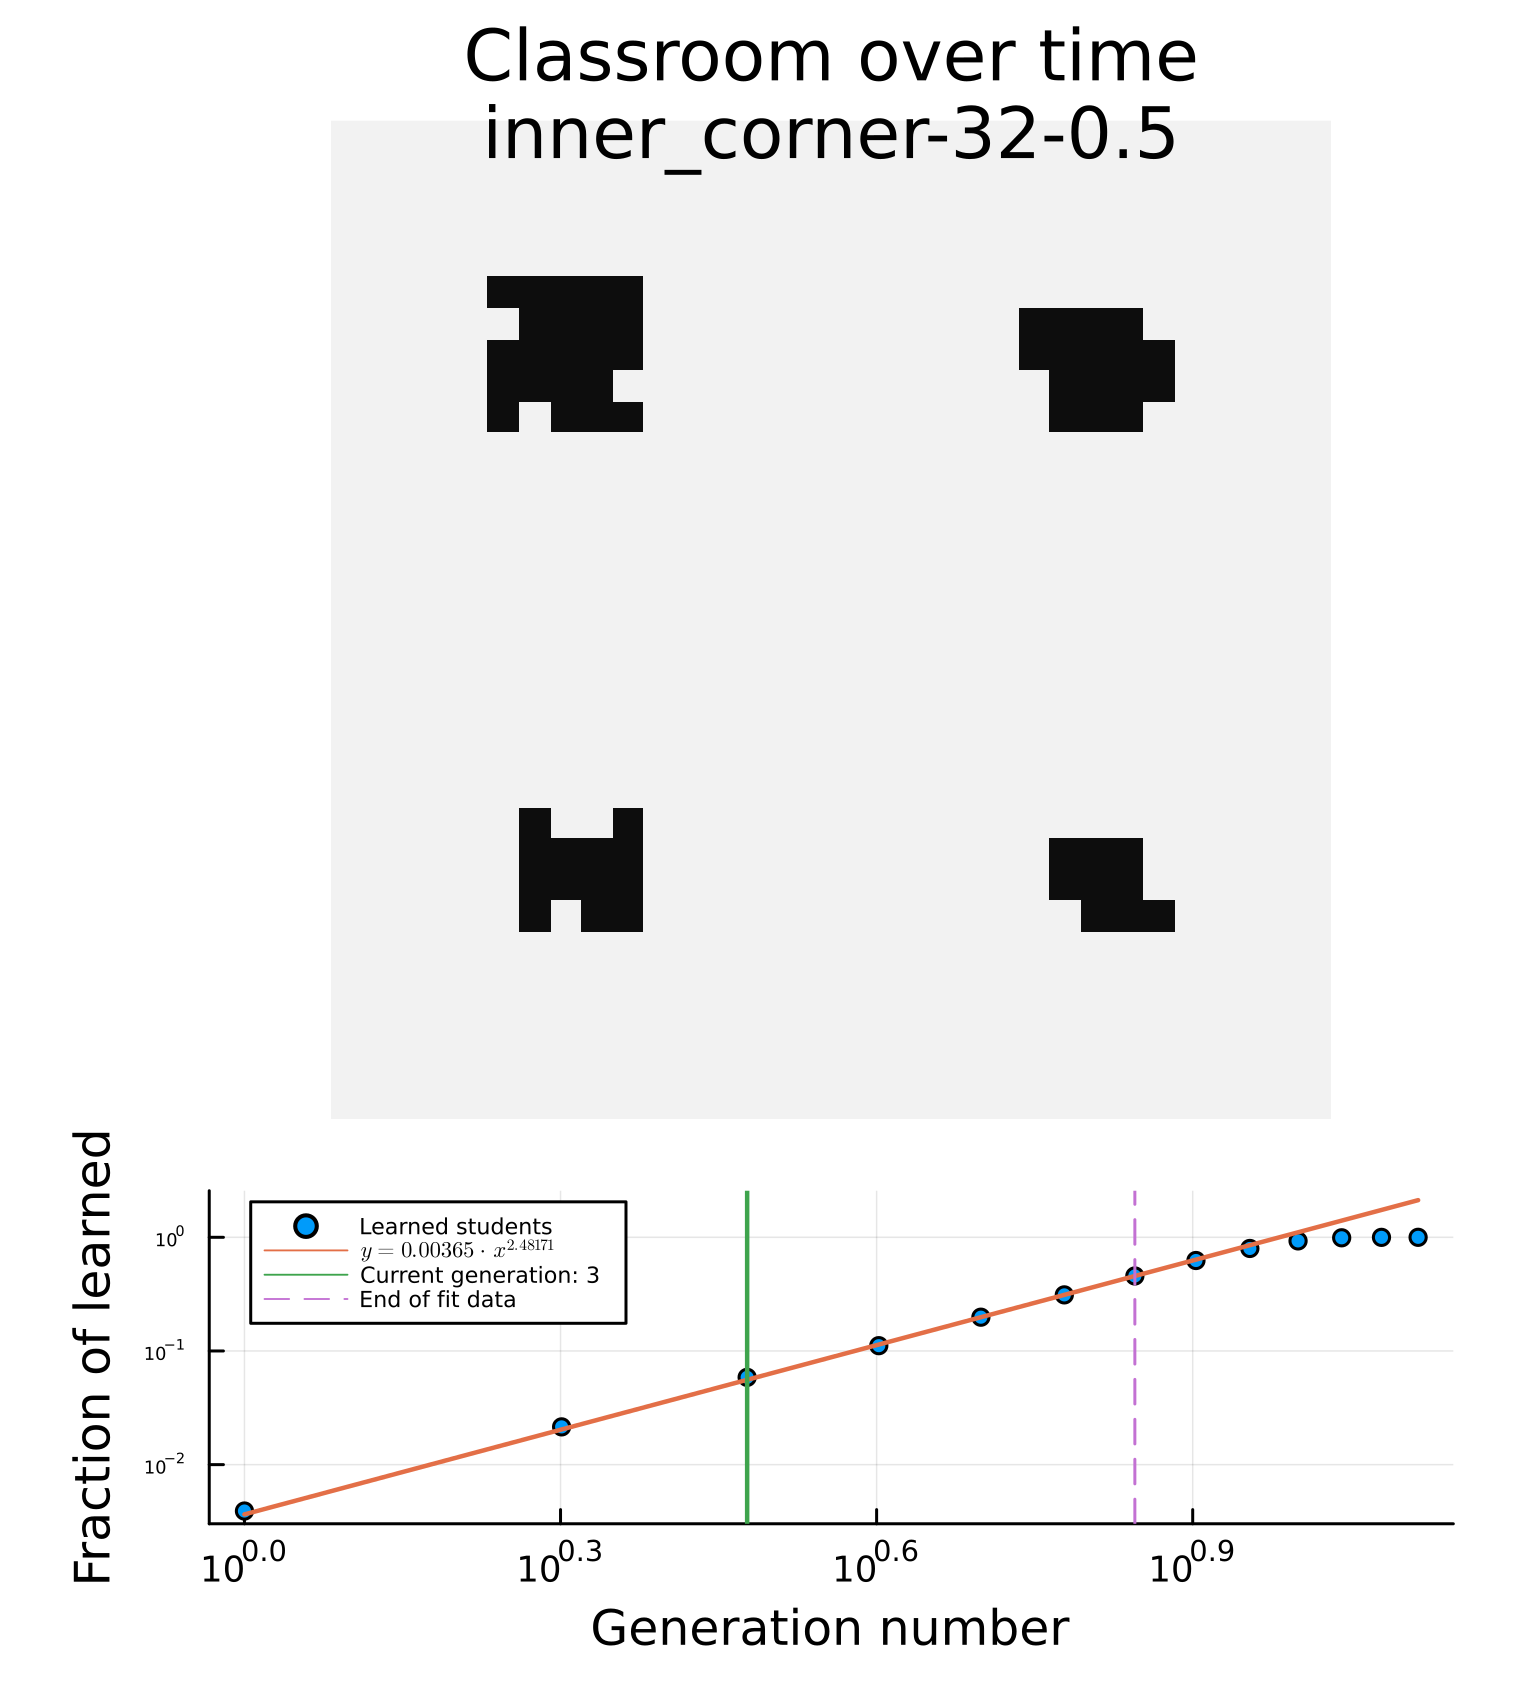 Classroom over time
inner_corner-32-0.5
Fraction of learned
10^0
10^-1
10^-2
Learned students
y = 0.00365 · x^2.48171
Current generation: 3
End of fit data
10^0.0 10^0.3 10^0.6 10^0.9
Generation number